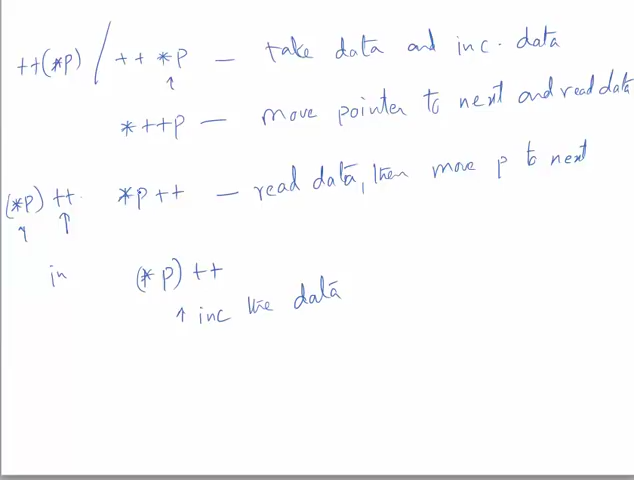 ++(*p) / ++ *p — take data and inc. data
*++p — move pointer to next and read data
(*p)++ *p++ — read data, then move p to next
in (*p)++
↑ inc the data